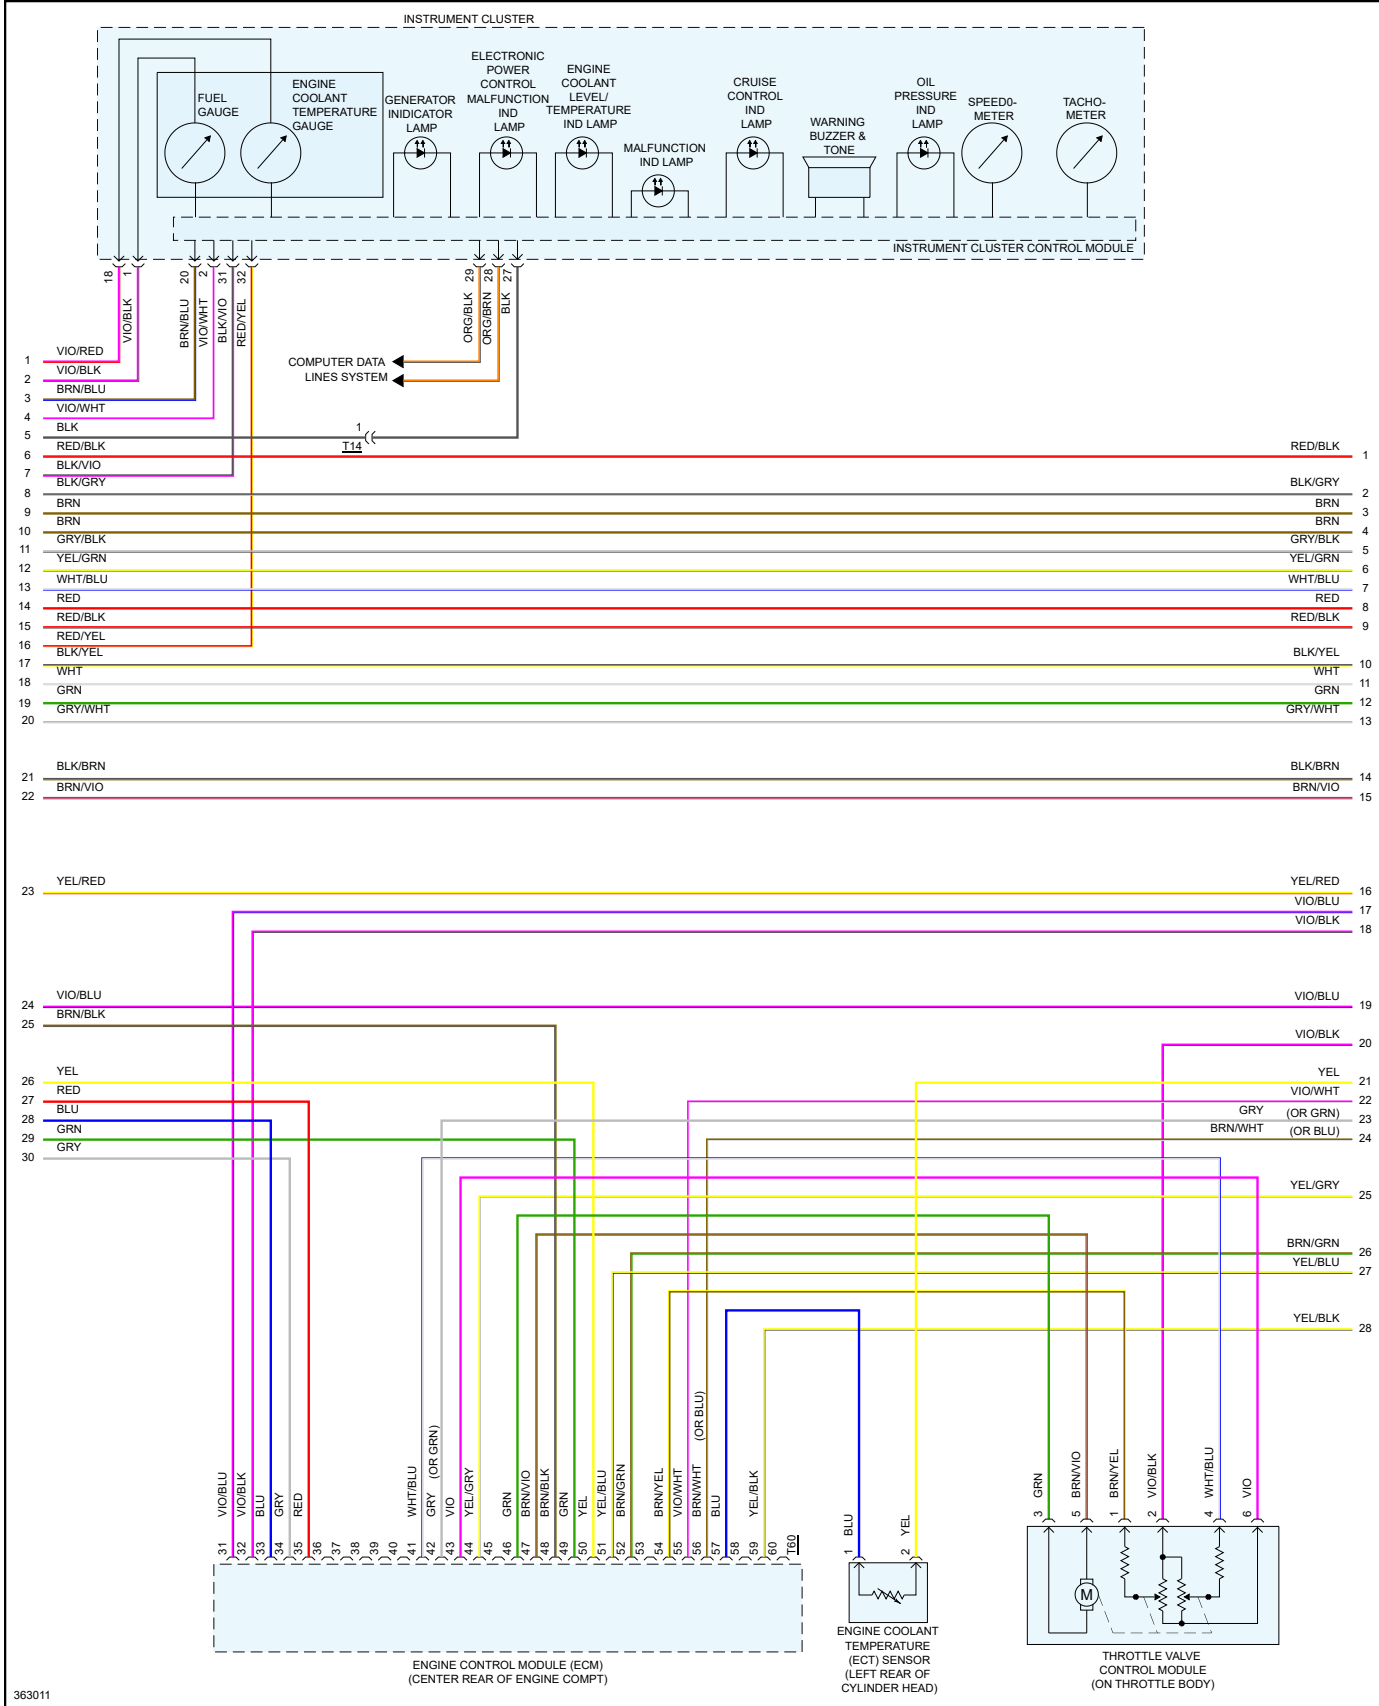 INSTRUMENT CLUSTER
FUEL
GAUGE
ENGINE
COOLANT
TEMPERATURE
GAUGE
GENERATOR
INIDICATOR
LAMP
ELECTRONIC
POWER
CONTROL
MALFUNCTION
IND
LAMP
ENGINE
COOLANT
LEVEL/
TEMPERATURE
IND LAMP
MALFUNCTION
IND LAMP
CRUISE
CONTROL
IND
LAMP
WARNING
BUZZER &
TONE
OIL
PRESSURE
IND
LAMP
SPEED0-
METER
TACHO-
METER
INSTRUMENT CLUSTER CONTROL MODULE
18
1
20
2
31
32
29
28
27
VIO/BLK
BRN/BLU
VIO/WHT
BLK/VIO
RED/YEL
ORG/BLK
ORG/BRN
BLK
COMPUTER DATA
LINES SYSTEM
1
T14
1 VIO/RED
2 VIO/BLK
3 BRN/BLU
4 VIO/WHT
5 BLK
6 RED/BLK
7 BLK/VIO
8 BLK/GRY
9 BRN
10 BRN
11 GRY/BLK
12 YEL/GRN
13 WHT/BLU
14 RED
15 RED/BLK
16 RED/YEL
17 BLK/YEL
18 WHT
19 GRN
20 GRY/WHT
21 BLK/BRN
22 BRN/VIO
23 YEL/RED
24 VIO/BLU
25 BRN/BLK
26 YEL
27 RED
28 BLU
29 GRN
30 GRY
RED/BLK 1
BLK/GRY 2
BRN 3
BRN 4
GRY/BLK 5
YEL/GRN 6
WHT/BLU 7
RED 8
RED/BLK 9
BLK/YEL 10
WHT 11
GRN 12
GRY/WHT 13
BLK/BRN 14
BRN/VIO 15
YEL/RED 16
VIO/BLU 17
VIO/BLK 18
VIO/BLU 19
VIO/BLK 20
YEL 21
VIO/WHT 22
GRY (OR GRN) 23
BRN/WHT (OR BLU) 24
YEL/GRY 25
BRN/GRN 26
YEL/BLU 27
YEL/BLK 28
VIO/BLU
VIO/BLK
BLU
GRY
RED
WHT/BLU
GRY (OR GRN)
VIO
YEL/GRY
GRN
BRN/VIO
BRN/BLK
GRN
YEL
YEL/BLU
BRN/GRN
BRN/YEL
VIO/WHT
BRN/WHT (OR BLU)
BLU
YEL/BLK
31
32
33
34
35
36
37
38
39
40
41
42
43
44
45
46
47
48
49
50
51
52
53
54
55
56
57
58
59
60
T60
ENGINE CONTROL MODULE (ECM)
(CENTER REAR OF ENGINE COMPT)
1 BLU
2 YEL
ENGINE COOLANT
TEMPERATURE
(ECT) SENSOR
(LEFT REAR OF
CYLINDER HEAD)
3 GRN
5 BRN/VIO
1 BRN/YEL
2 VIO/BLK
4 WHT/BLU
6 VIO
M
THROTTLE VALVE
CONTROL MODULE
(ON THROTTLE BODY)
363011